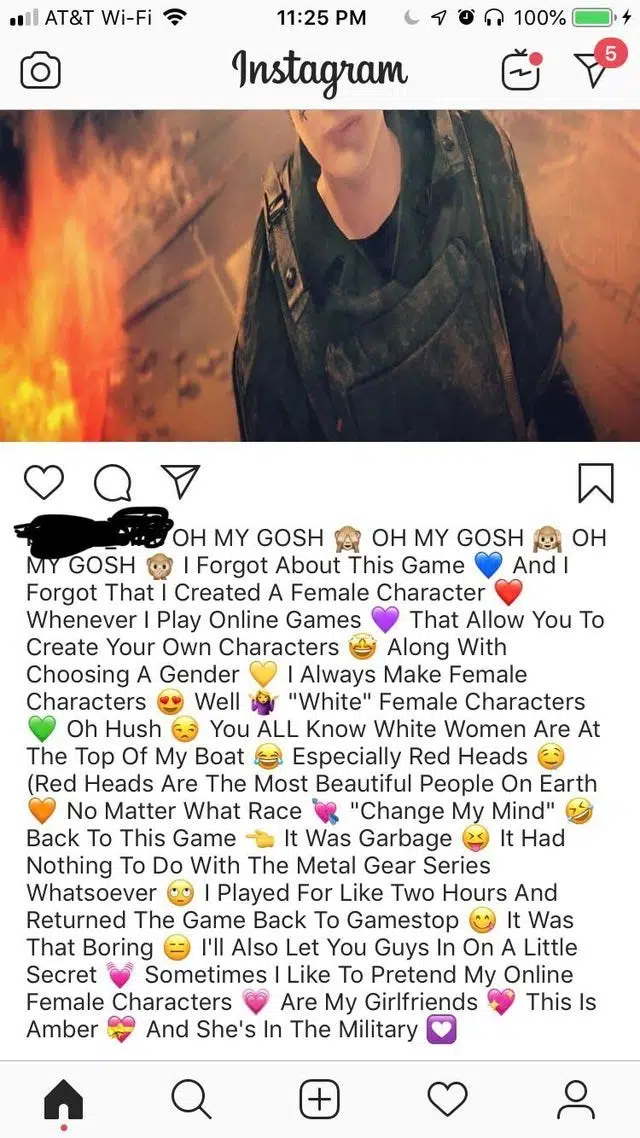 AT&T Wi-Fi 11:25 PM 100%
Instagram 5
OH MY GOSH 🙈 OH MY GOSH 🙉 OH
MY GOSH 🙊 I Forgot About This Game 💙 And I
Forgot That I Created A Female Character ❤️
Whenever I Play Online Games 💜 That Allow You To
Create Your Own Characters 🤩 Along With
Choosing A Gender 💛 I Always Make Female
Characters 😍 Well 🤷‍♀️ "White" Female Characters
💚 Oh Hush 😒 You ALL Know White Women Are At
The Top Of My Boat 😂 Especially Red Heads 🤤
(Red Heads Are The Most Beautiful People On Earth
🧡 No Matter What Race 💘 "Change My Mind" 🤣
Back To This Game 👈 It Was Garbage 😝 It Had
Nothing To Do With The Metal Gear Series
Whatsoever 🙄 I Played For Like Two Hours And
Returned The Game Back To Gamestop 😋 It Was
That Boring 😑 I'll Also Let You Guys In On A Little
Secret 💓 Sometimes I Like To Pretend My Online
Female Characters 💗 Are My Girlfriends 💖 This Is
Amber 💝 And She's In The Military 💟